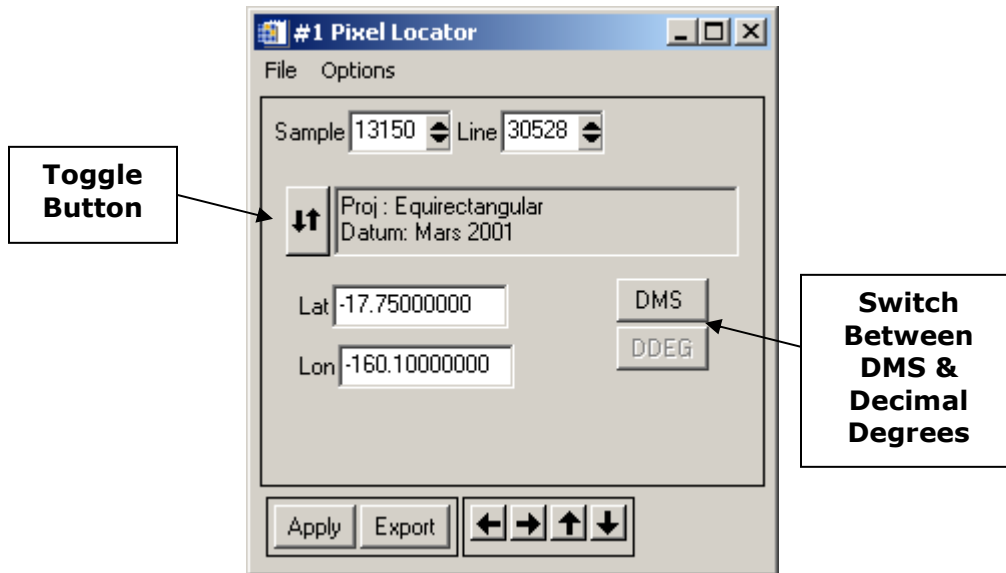 #1 Pixel Locator
File Options
Sample 13150 Line 30528
Toggle
Button
Proj : Equirectangular
Datum: Mars 2001
Lat -17.75000000
DMS
Lon -160.10000000
DDEG
Switch
Between
DMS &
Decimal
Degrees
Apply Export